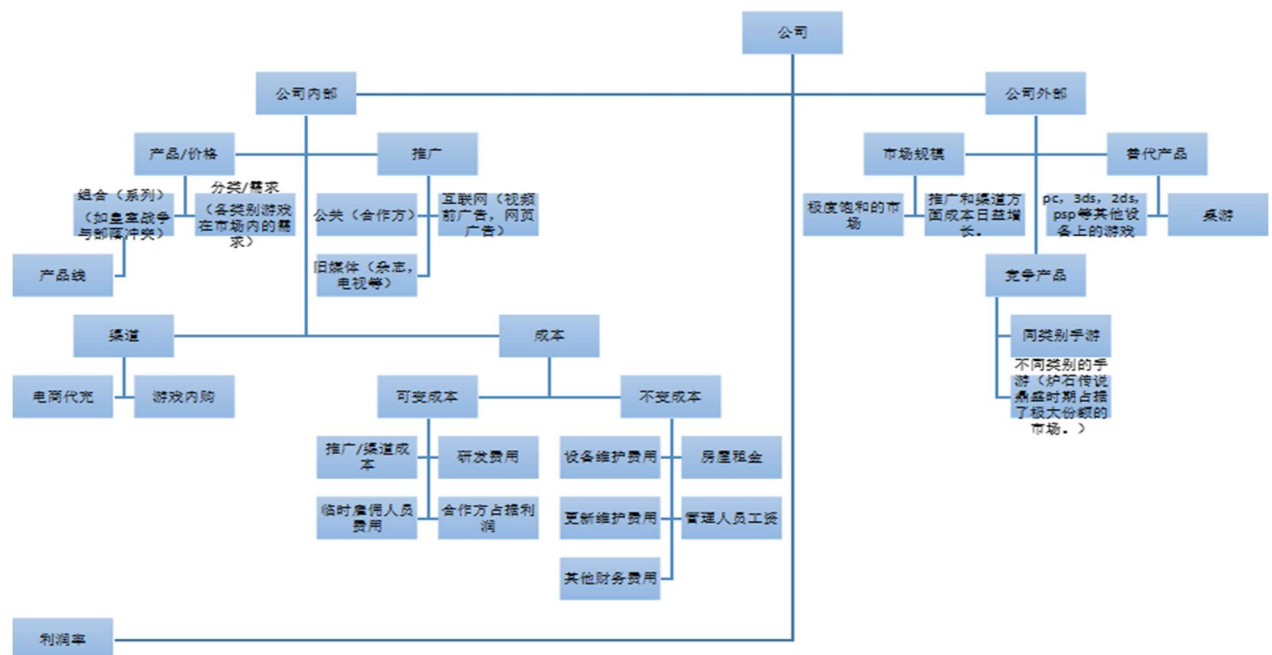 公司
公司内部
公司外部
产品/价格
推广
市场规模
替代产品
组合（系列）
（如皇室战争
与部落冲突）
分类/需求
（各类别游戏
在市场内的需
求）
公关（合作方）
互联网（视频
前广告，网页
广告）
极度饱和的市
场
推广和渠道方
面成本日益增
长。
pc，3ds，2ds，
psp等其他设
备上的游戏
桌游
产品线
旧媒体（杂志，
电视等）
竞争产品
渠道
成本
同类别手游
电商代充
游戏内购
可变成本
不变成本
不同类别的手
游（炉石传说
鼎盛时期占据
了极大份额的
市场。）
推广/渠道成
本
研发费用
设备维护费用
房屋租金
临时雇佣人员
费用
合作方占据利
润
更新维护费用
管理人员工资
其他财务费用
利润率